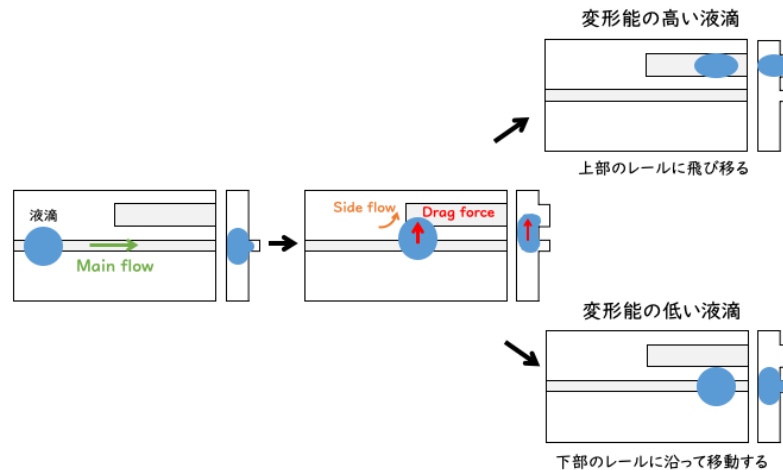 変形能の高い液滴
上部のレールに飛び移る
液滴
Main flow
Side flow
Drag force
変形能の低い液滴
下部のレールに沿って移動する